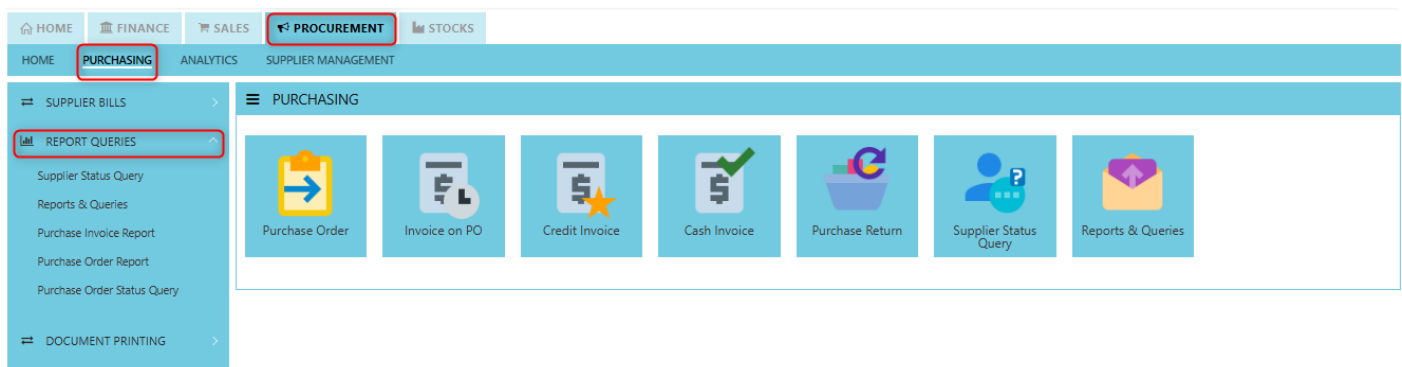 HOME
FINANCE
SALES
PROCUREMENT
STOCKS
HOME
PURCHASING
ANALYTICS
SUPPLIER MANAGEMENT
SUPPLIER BILLS
REPORT QUERIES
Supplier Status Query
Reports & Queries
Purchase Invoice Report
Purchase Order Report
Purchase Order Status Query
DOCUMENT PRINTING
PURCHASING
Purchase Order
Invoice on PO
Credit Invoice
Cash Invoice
Purchase Return
Supplier Status
Query
Reports & Queries